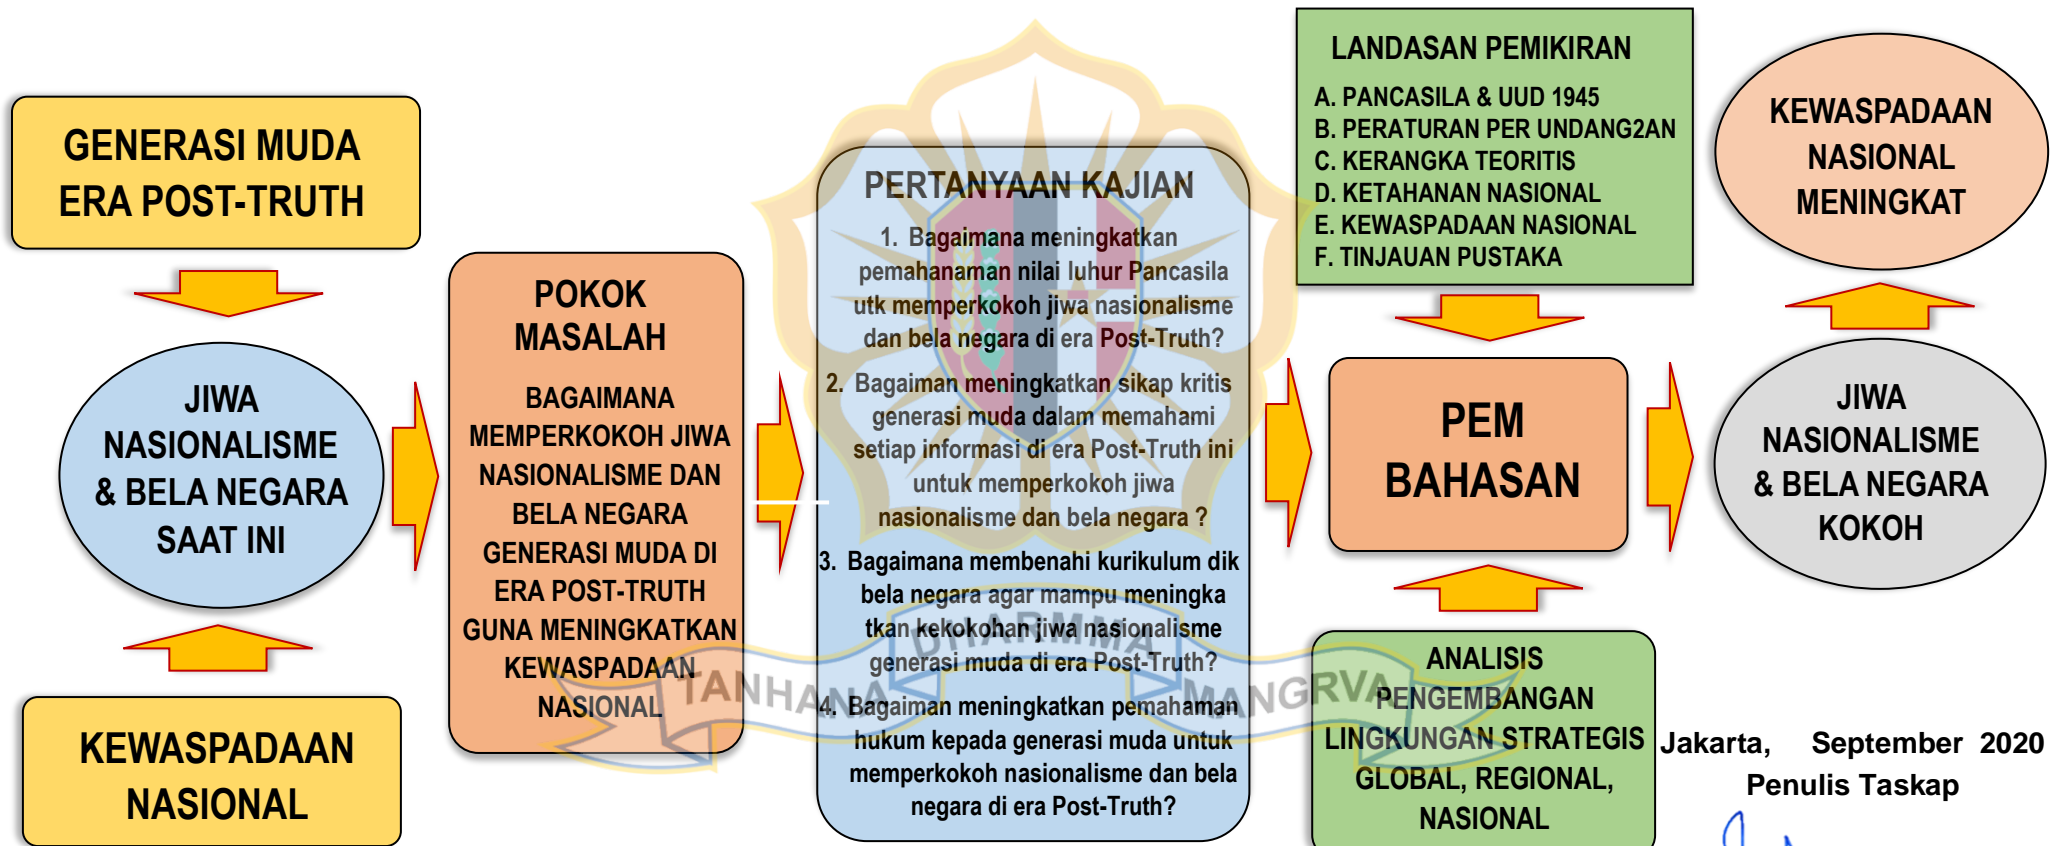 GENERASI MUDA
ERA POST-TRUTH
JIWA
NASIONALISME
& BELA NEGARA
SAAT INI
KEWASPADAAN
NASIONAL
POKOK
MASALAH
BAGAIMANA
MEMPERKOKOH JIWA
NASIONALISME DAN
BELA NEGARA
GENERASI MUDA DI
ERA POST-TRUTH
GUNA MENINGKATKAN
KEWASPADAAN
NASIONAL
PERTANYAAN KAJIAN
1. Bagaimana meningkatkan
pemahanaman nilai luhur Pancasila
utk memperkokoh jiwa nasionalisme
dan bela negara di era Post-Truth?
2. Bagaiman meningkatkan sikap kritis
generasi muda dalam memahami
setiap informasi di era Post-Truth ini
untuk memperkokoh jiwa
nasionalisme dan bela negara ?
3. Bagaimana membenahi kurikulum dik
bela negara agar mampu meningka
tkan kekokohan jiwa nasionalisme
generasi muda di era Post-Truth?
4. Bagaiman meningkatkan pemahaman
hukum kepada generasi muda untuk
memperkokoh nasionalisme dan bela
negara di era Post-Truth?
TANHANA DHARMMA MANGRVA
LANDASAN PEMIKIRAN
A. PANCASILA & UUD 1945
B. PERATURAN PER UNDANG2AN
C. KERANGKA TEORITIS
D. KETAHANAN NASIONAL
E. KEWASPADAAN NASIONAL
F. TINJAUAN PUSTAKA
PEM
BAHASAN
ANALISIS
PENGEMBANGAN
LINGKUNGAN STRATEGIS
GLOBAL, REGIONAL,
NASIONAL
KEWASPADAAN
NASIONAL
MENINGKAT
JIWA
NASIONALISME
& BELA NEGARA
KOKOH
Jakarta, September 2020
Penulis Taskap